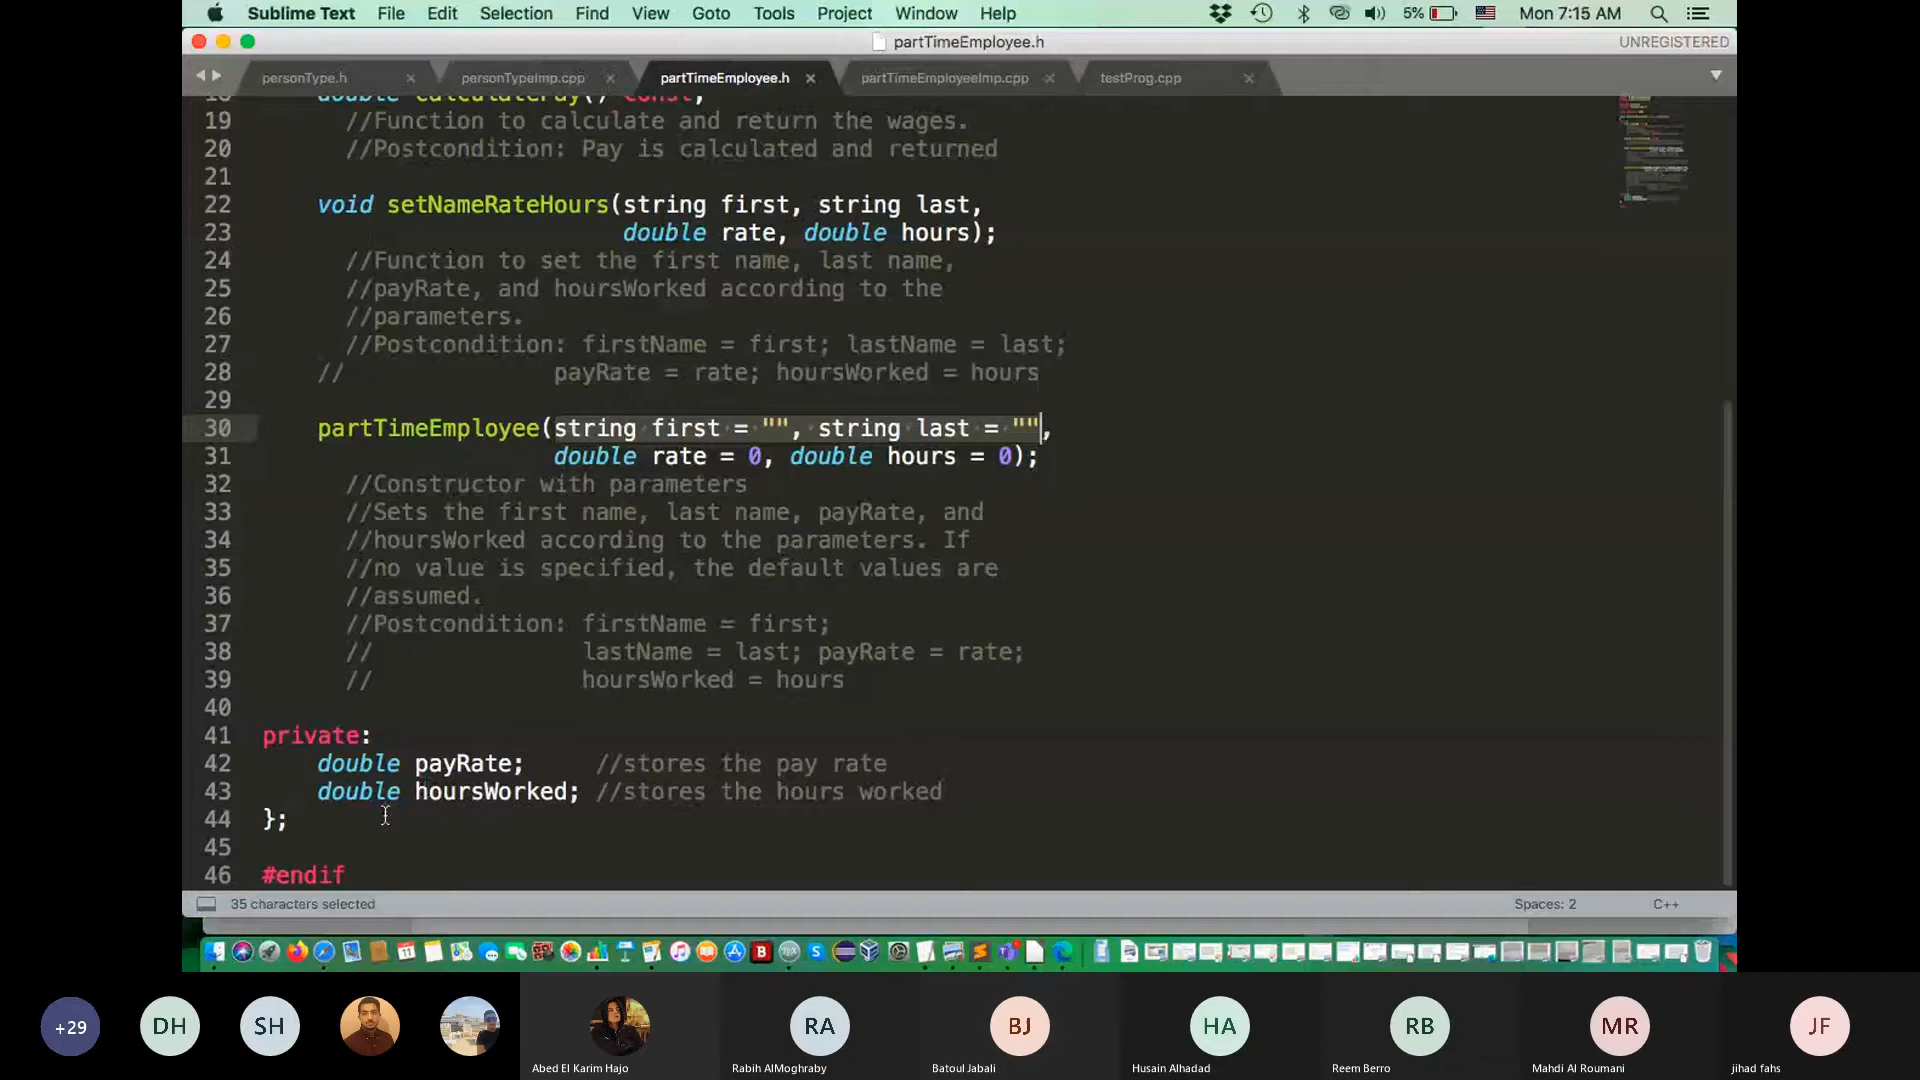 Sublime Text File Edit Selection Find View Goto Tools Project Window Help 5% Mon 7:15 AM
partTimeEmployee.h UNREGISTERED
personType.h personTypeImp.cpp partTimeEmployee.h partTimeEmployeeImp.cpp testProg.cpp
18 double calculatePay() const;
19 //Function to calculate and return the wages.
20 //Postcondition: Pay is calculated and returned
21
22 void setNameRateHours(string first, string last,
23 double rate, double hours);
24 //Function to set the first name, last name,
25 //payRate, and hoursWorked according to the
26 //parameters.
27 //Postcondition: firstName = first; lastName = last;
28 // payRate = rate; hoursWorked = hours
29
30 partTimeEmployee(string first = "", string last = "",
31 double rate = 0, double hours = 0);
32 //Constructor with parameters
33 //Sets the first name, last name, payRate, and
34 //hoursWorked according to the parameters. If
35 //no value is specified, the default values are
36 //assumed.
37 //Postcondition: firstName = first;
38 // lastName = last; payRate = rate;
39 // hoursWorked = hours
40
41 private:
42 double payRate; //stores the pay rate
43 double hoursWorked; //stores the hours worked
44 };
45
46 #endif
35 characters selected Spaces: 2 C++
+29 DH SH RA BJ HA RB MR JF
Abed El Karim Hajo Rabih AlMoghraby Batoul Jabali Husain Alhadad Reem Berro Mahdi Al Roumani jihad fahs